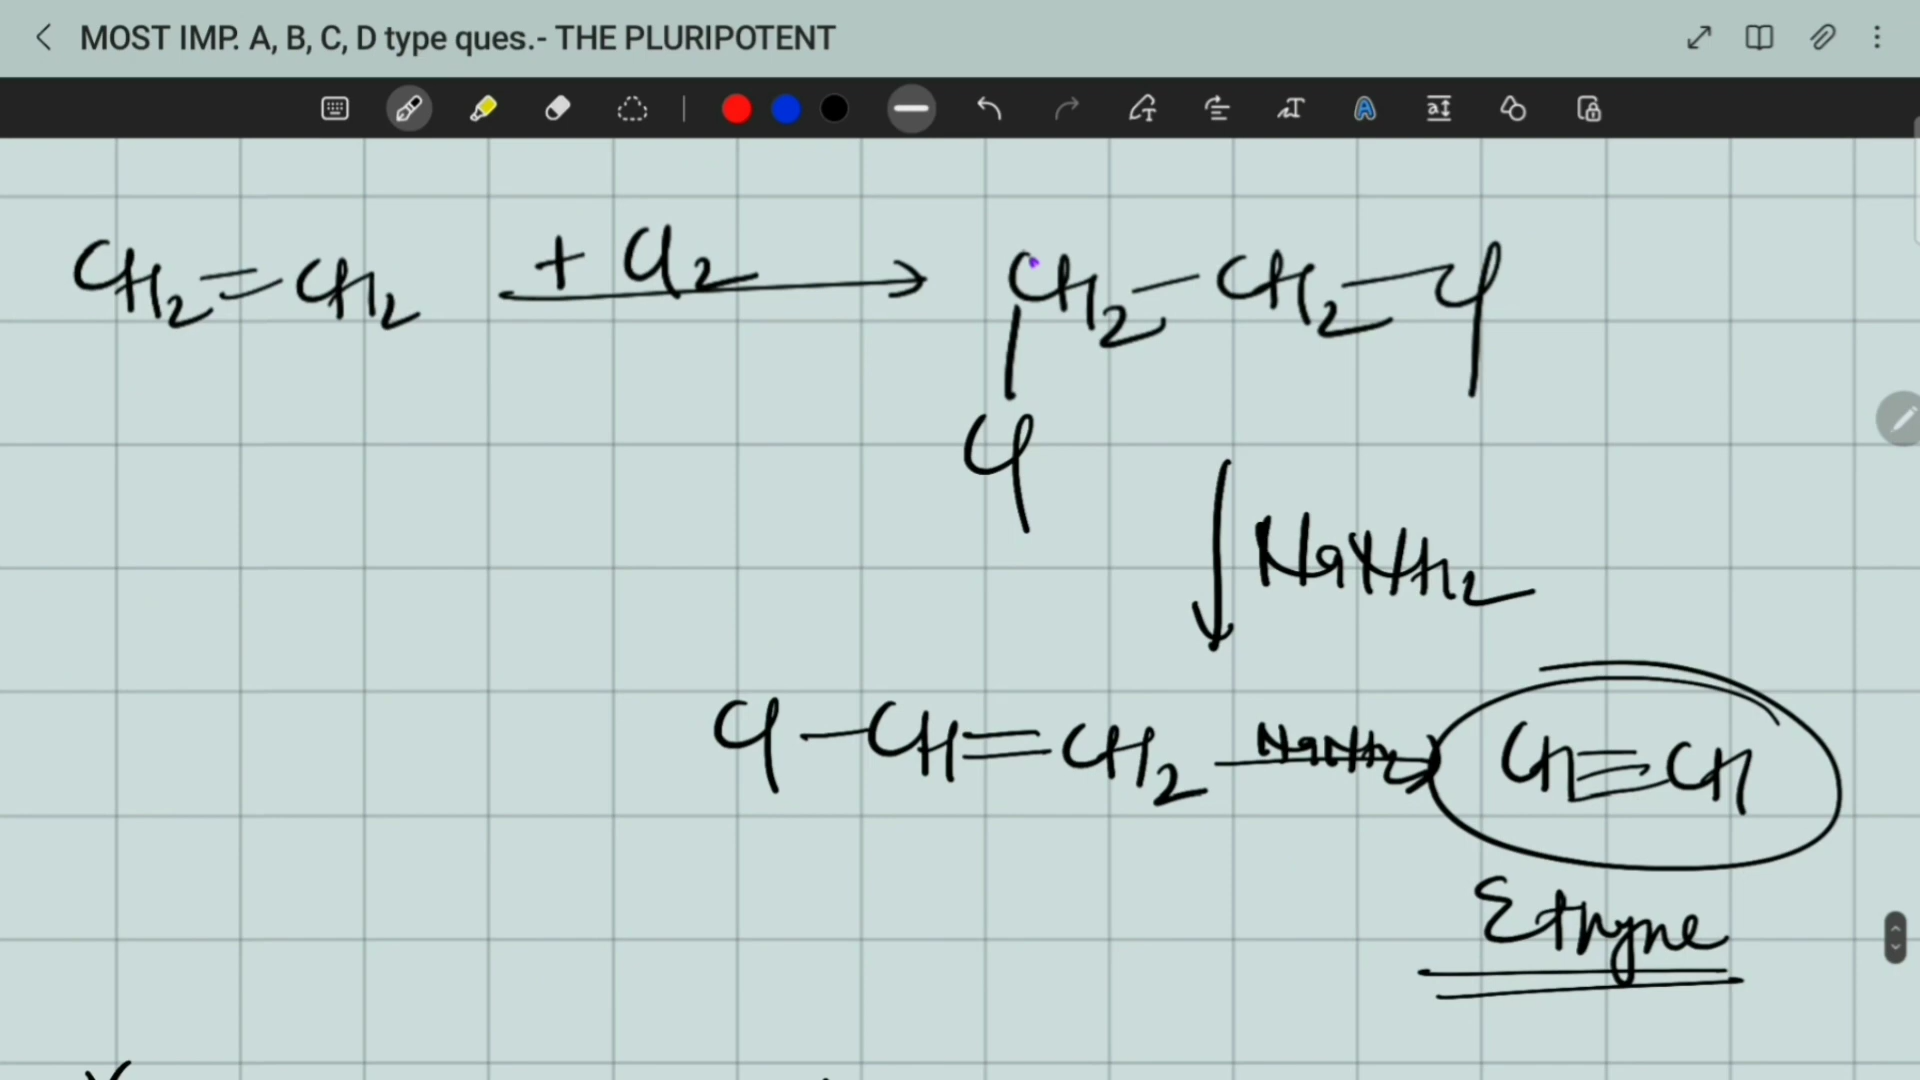 MOST IMP. A, B, C, D type ques.- THE PLURIPOTENT
CH2=CH2 + Cl2 → CH2-CH2-Cl
Cl
↓ NaNH2
Cl-CH=CH2 NaNH2 → CH≡CH
Ethyne